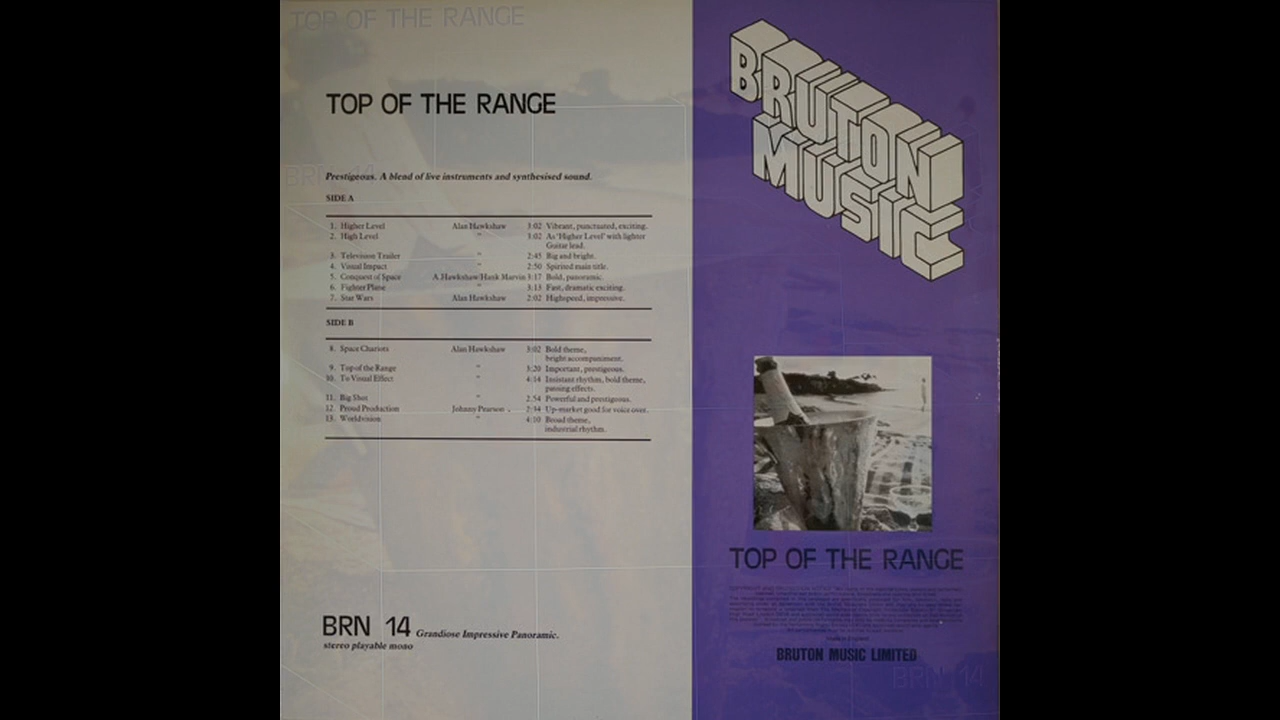 TOP OF THE RANGE
TOP OF THE RANGE
BRN 14
Prestigeous. A blend of live instruments and synthesised sound.
SIDE A
1. Higher Level Alan Hawkshaw 3:02 Vibrant, punctuated, exciting.
2. High Level " 3:02 As 'Higher Level' with lighter
Guitar lead.
3. Television Trailer " 2:45 Big and bright.
4. Visual Impact " 2:50 Spirited main title.
5. Conquest of Space A.Hawkshaw/Hank Marvin 3:17 Bold, panoramic.
6. Fighter Plane " 3:13 Fast, dramatic exciting.
7. Star Wars Alan Hawkshaw 2:02 Highspeed, impressive.
SIDE B
8. Space Chariots Alan Hawkshaw 3:02 Bold theme,
bright accompaniment.
9. Top of the Range " 3:20 Important, prestigeous.
10. To Visual Effect " 4:14 Insistant rhythm, bold theme,
passing effects.
11. Big Shot " 2.54 Powerful and prestigeous.
12. Proud Production Johnny Pearson 2:34 Up-market good for voice over.
13. Worldvision " 4:10 Broad theme,
industrial rhythm.
BRN 14 Grandiose Impressive Panoramic.
stereo playable mono
BRUTON
MUSIC
TOP OF THE RANGE
BRUTON MUSIC LIMITED
BRN 14